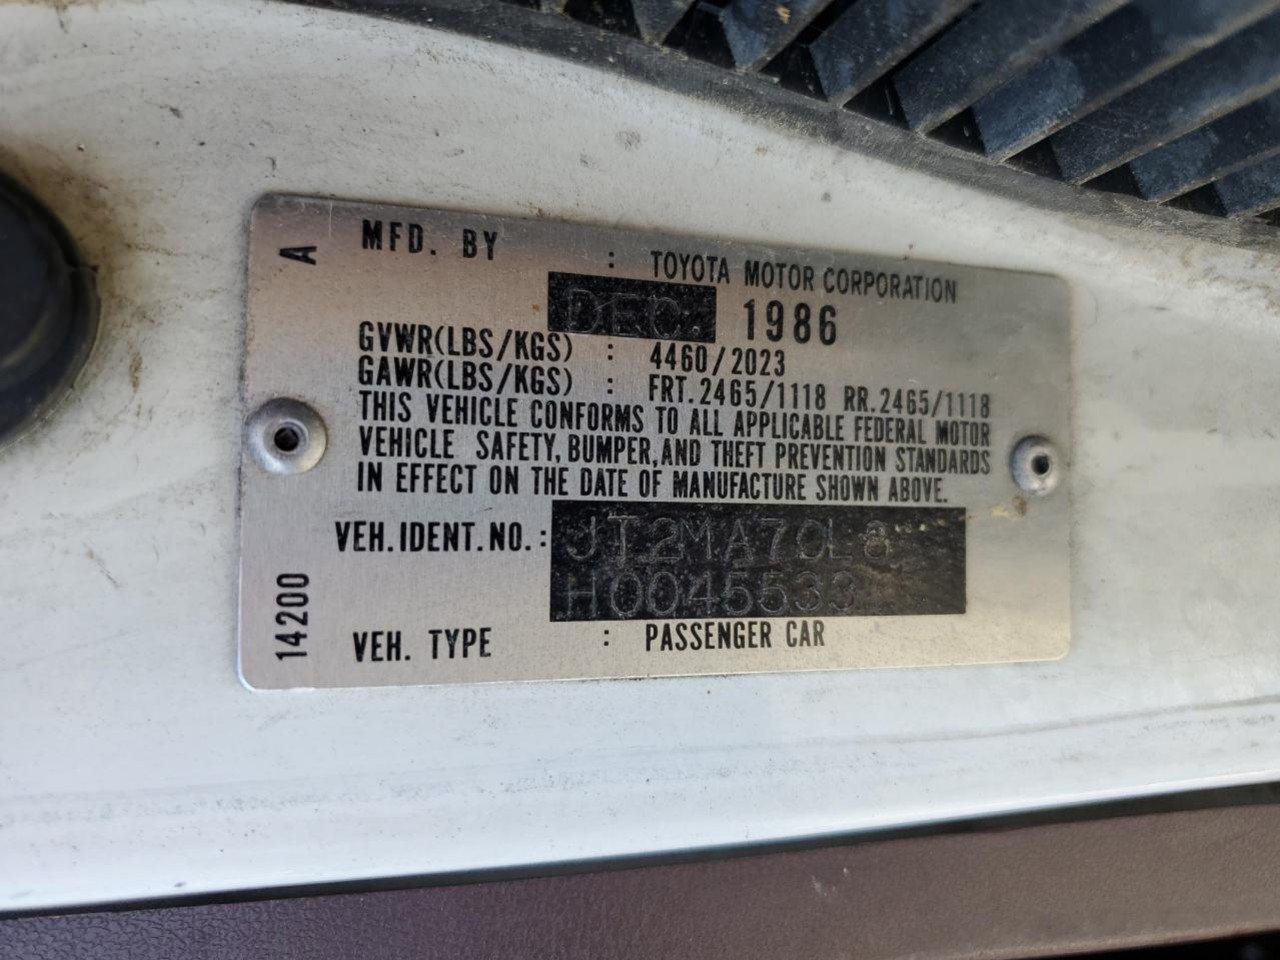 A
MFD. BY : TOYOTA MOTOR CORPORATION
DEC. 1986
GVWR(LBS/KGS) : 4460/2023
GAWR(LBS/KGS) : FRT.2465/1118 RR.2465/1118
THIS VEHICLE CONFORMS TO ALL APPLICABLE FEDERAL MOTOR
VEHICLE SAFETY, BUMPER, AND THEFT PREVENTION STANDARDS
IN EFFECT ON THE DATE OF MANUFACTURE SHOWN ABOVE.
VEH. IDENT. NO. : JT2MA70L8
H0045533
VEH. TYPE : PASSENGER CAR
14200